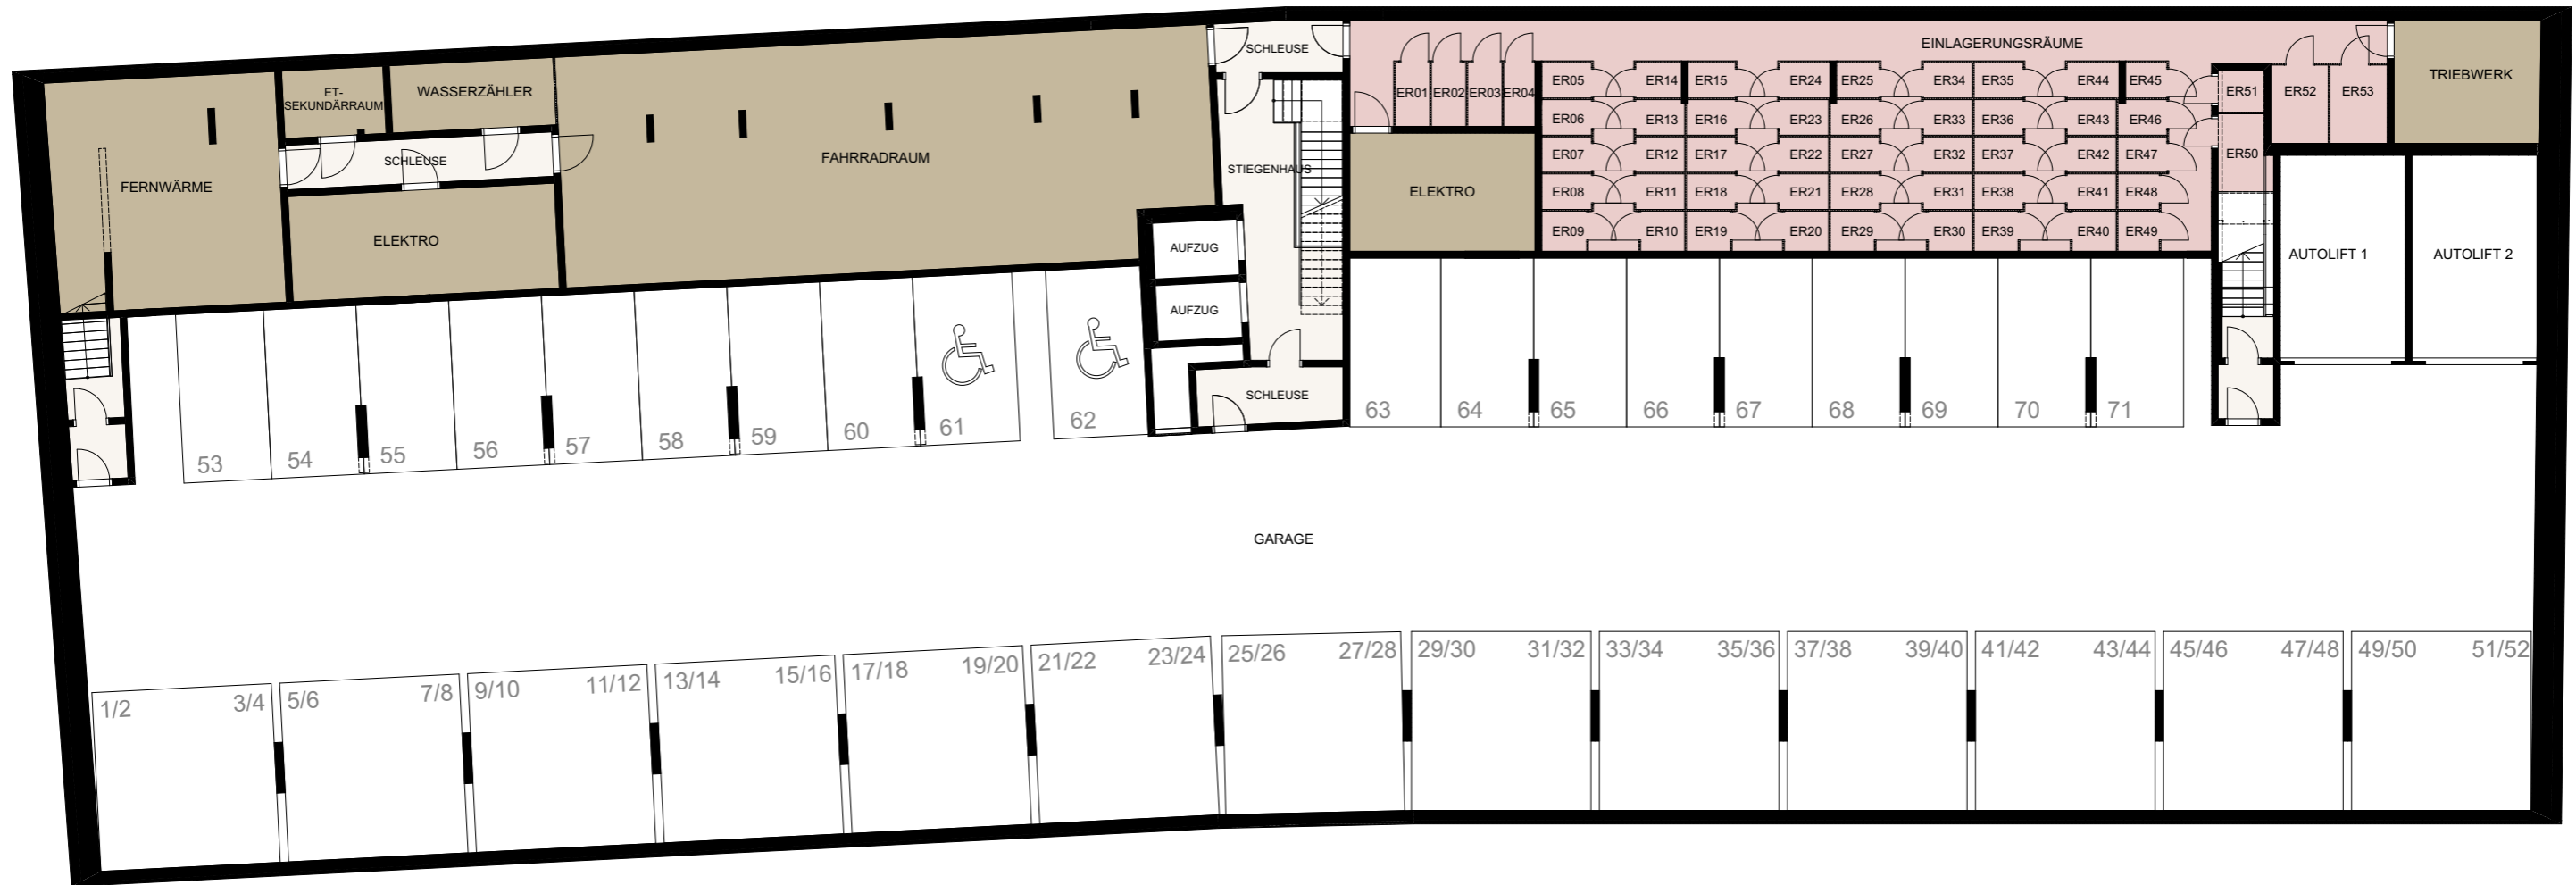 SCHLEUSE
EINLAGERUNGSRÄUME
TRIEBWERK
ET-
SEKUNDÄRRAUM
WASSERZÄHLER
ER01
ER02
ER03
ER04
ER05
ER14
ER15
ER24
ER25
ER34
ER35
ER44
ER45
ER51
ER52
ER53
ER06
ER13
ER16
ER23
ER26
ER33
ER36
ER43
ER46
FERNWÄRME
SCHLEUSE
FAHRRADRAUM
STIEGENHAUS
ER07
ER12
ER17
ER22
ER27
ER32
ER37
ER42
ER47
ER50
ELEKTRO
ER08
ER11
ER18
ER21
ER28
ER31
ER38
ER41
ER48
ELEKTRO
ER09
ER10
ER19
ER20
ER29
ER30
ER39
ER40
ER49
AUFZUG
AUTOLIFT 1
AUTOLIFT 2
AUFZUG
SCHLEUSE
53
54
55
56
57
58
59
60
61
62
63
64
65
66
67
68
69
70
71
GARAGE
1/2
3/4
5/6
7/8
9/10
11/12
13/14
15/16
17/18
19/20
21/22
23/24
25/26
27/28
29/30
31/32
33/34
35/36
37/38
39/40
41/42
43/44
45/46
47/48
49/50
51/52